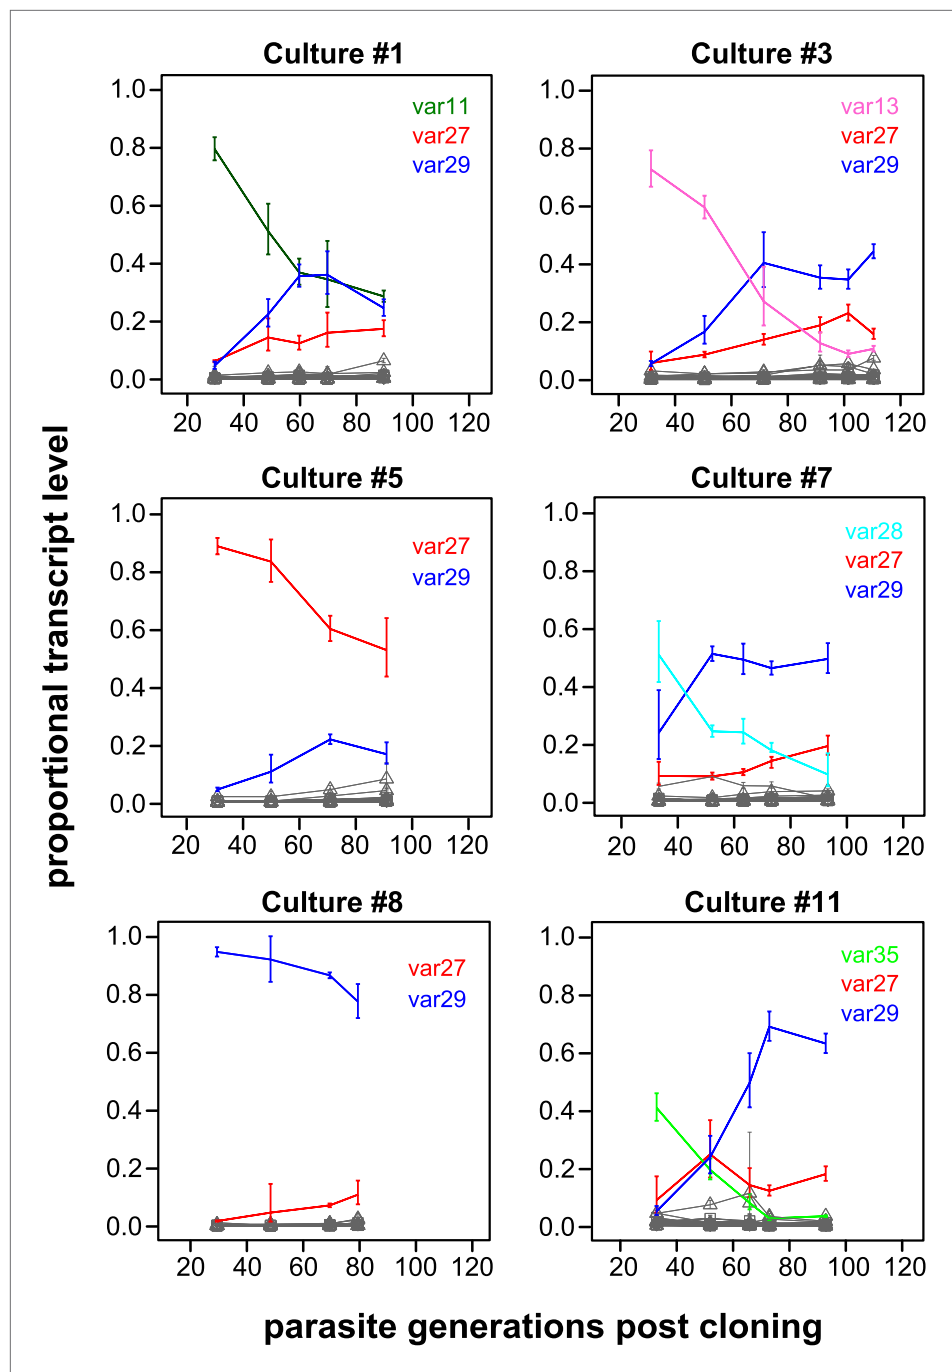 Culture #1
1.0
0.8
0.6
0.4
0.2
0.0
var11
var27
var29
20 40 60 80 100 120
Culture #3
1.0
0.8
0.6
0.4
0.2
0.0
var13
var27
var29
20 40 60 80 100 120
Culture #5
1.0
0.8
0.6
0.4
0.2
0.0
var27
var29
20 40 60 80 100 120
Culture #7
1.0
0.8
0.6
0.4
0.2
0.0
var28
var27
var29
20 40 60 80 100 120
Culture #8
1.0
0.8
0.6
0.4
0.2
0.0
var27
var29
20 40 60 80 100 120
Culture #11
1.0
0.8
0.6
0.4
0.2
0.0
var35
var27
var29
20 40 60 80 100 120
proportional transcript level
parasite generations post cloning